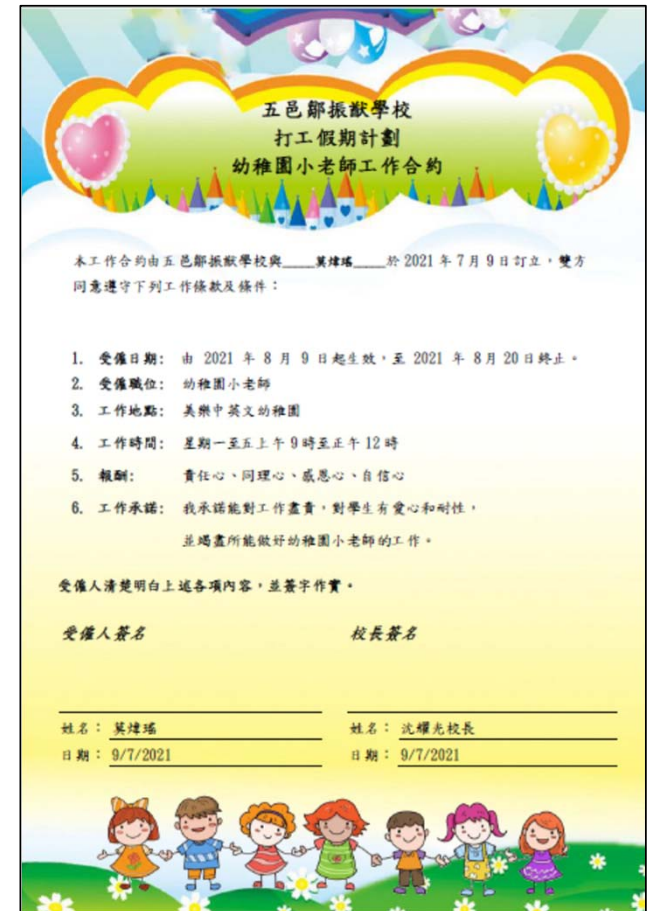 五邑鄒振猷學校
打工假期計劃
幼稚園小老師工作合約
本工作合約由五邑鄒振猷學校與____莫煒瑤____於 2021 年 7 月 9 日訂立,雙方
同意遵守下列工作條款及條件:
1. 受僱日期: 由 2021 年 8 月 9 日起生效,至 2021 年 8月 20 日終止。
2. 受僱職位: 幼稚園小老師
3. 工作地點: 美樂中英文幼稚園
4. 工作時間: 星期一至五上午 9 時至正午 12 時
5. 報酬: 責任心、同理心、感恩心、自信心
6. 工作承諾: 我承諾能對工作盡責,對學生有愛心和耐性,
並竭盡所能做好幼稚園小老師的工作。
受僱人清楚明白上述各項內容,並簽字作實。
受僱人簽名 校長簽名
姓名: 莫煒瑤 姓名: 沈耀光校長
日期: 9/7/2021 日期: 9/7/2021